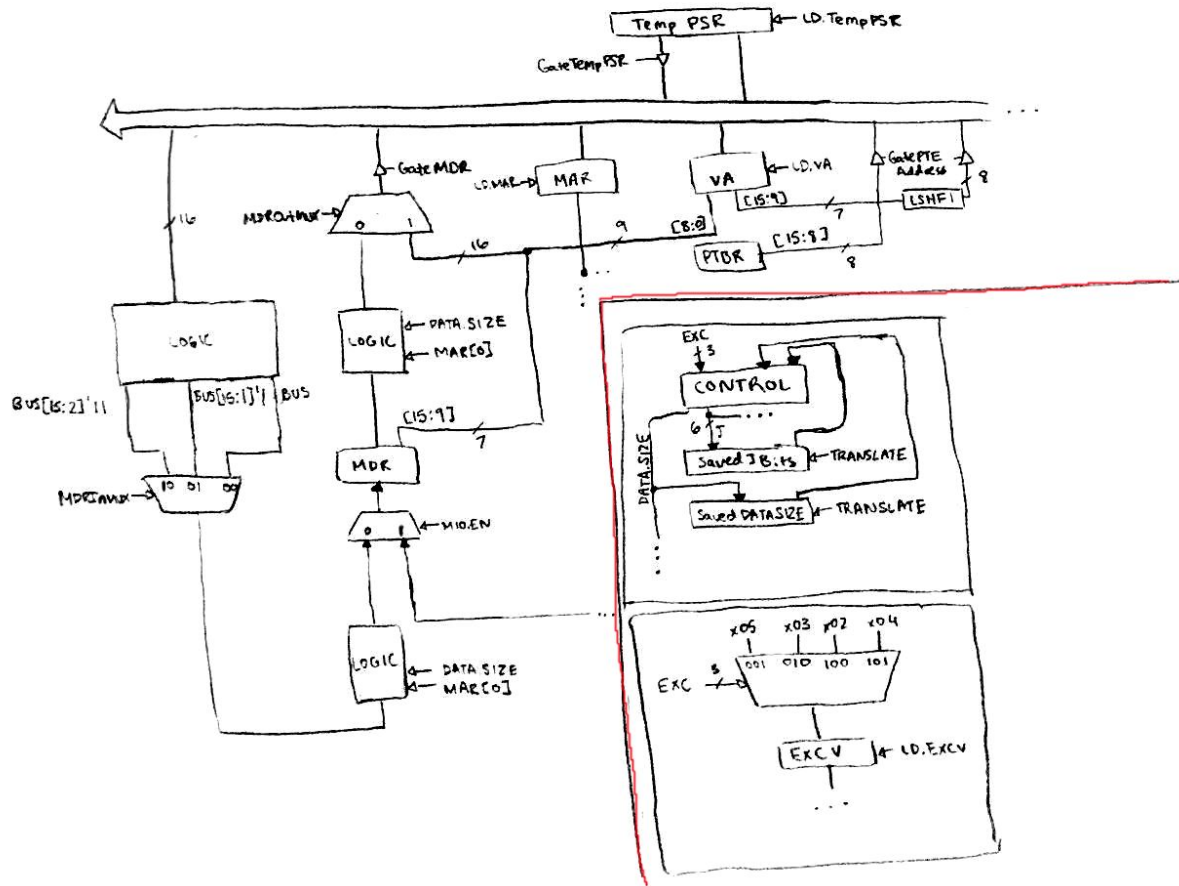 Temp PSR
LD.TempPSR
GateTempPSR
...
GateMDR
LD.MAR
MAR
VA
LD.VA
GatePTE
Address
8
[15:9]
7
LSHF1
16
MDROutMux
0 1
16
9
[8:0]
PTBR
[15:8]
8
...
LOGIC
LOGIC
DATA.SIZE
MAR[0]
BUS[15:2]'11
BUS[15:1]'1
BUS
[15:9]
7
MDR
MDRInMux
10 01 00
0 1
MIO.EN
...
LOGIC
DATA.SIZE
MAR[0]
EXC
3
CONTROL
6
J
...
DATA.SIZE
Saved J Bits
TRANSLATE
Saved DATASIZE
TRANSLATE
...
x05 x03 x02 x04
001 010 100 101
EXC
3
EXCV
LD.EXCV
...